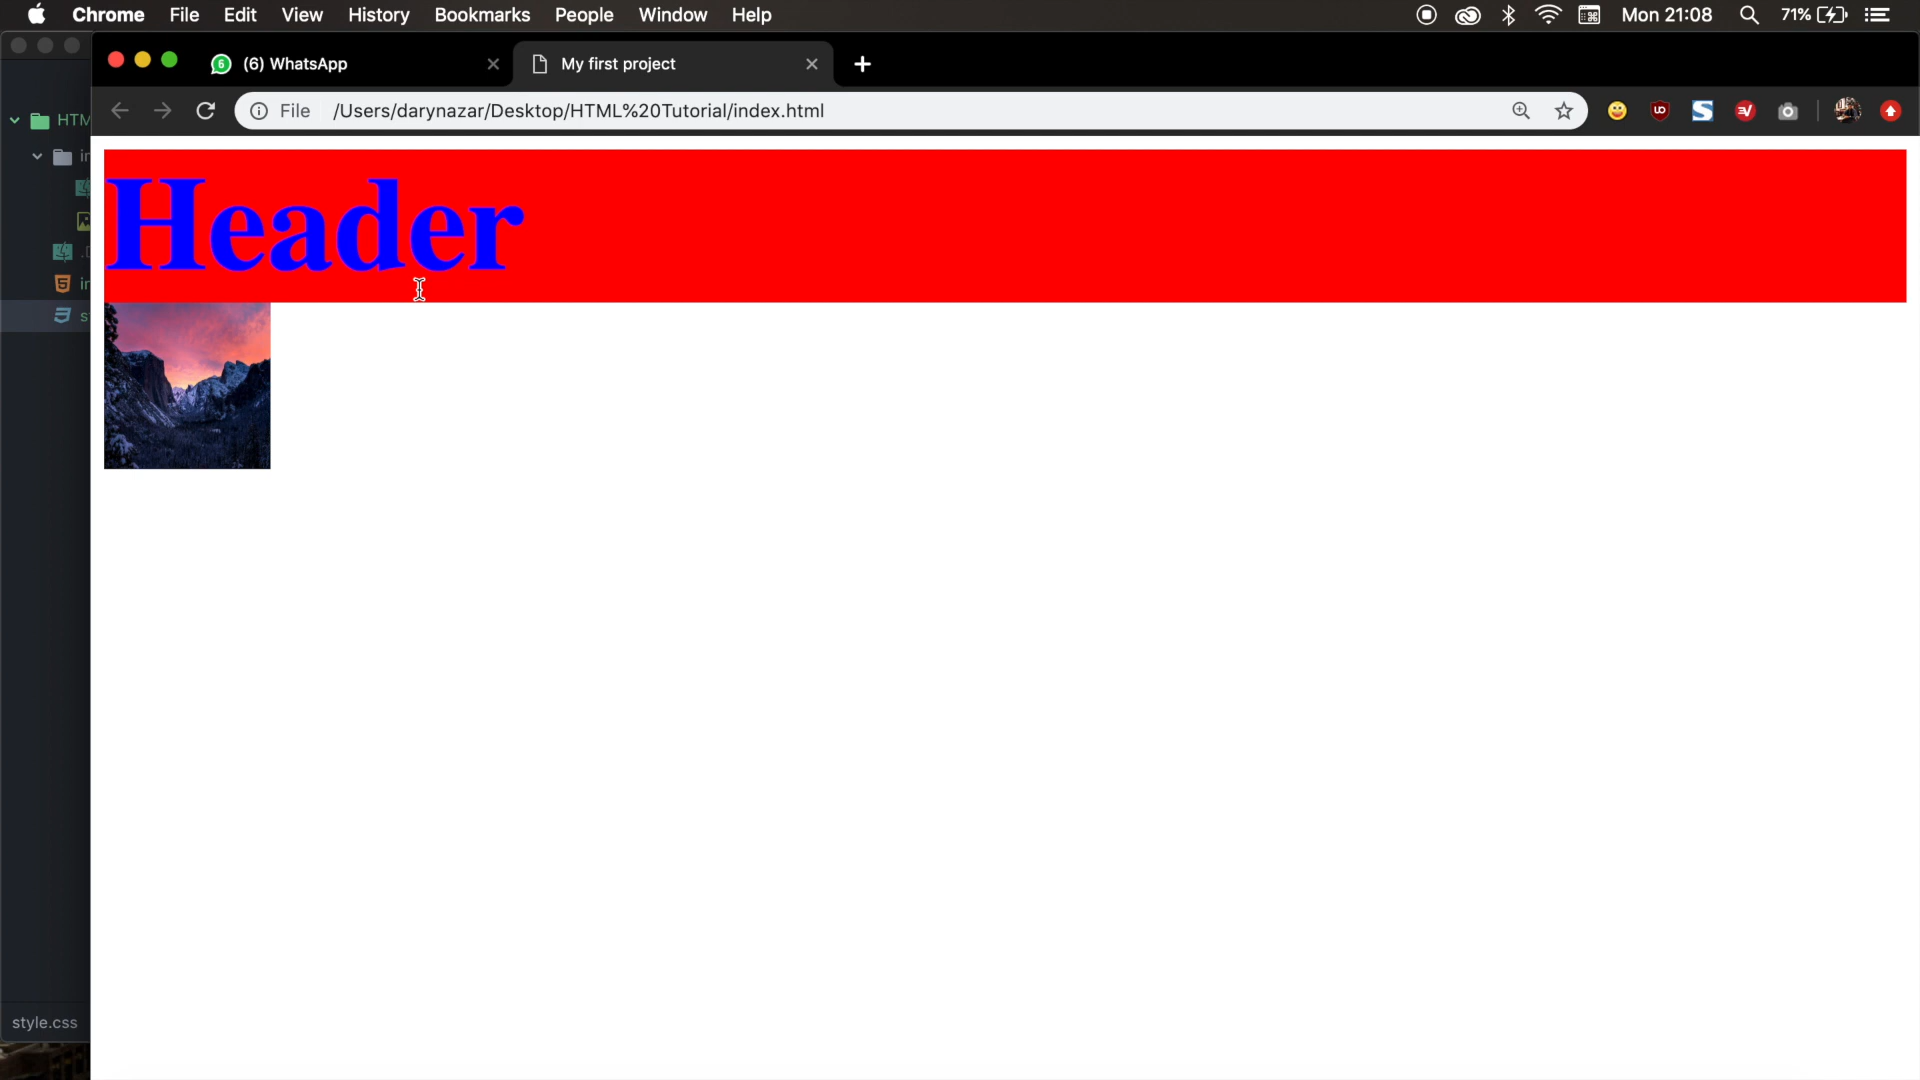 Chrome File Edit View History Bookmarks People Window Help Mon 21:08 71%
(6) WhatsApp My first project
File /Users/darynazar/Desktop/HTML%20Tutorial/index.html
HTM
Header
style.css